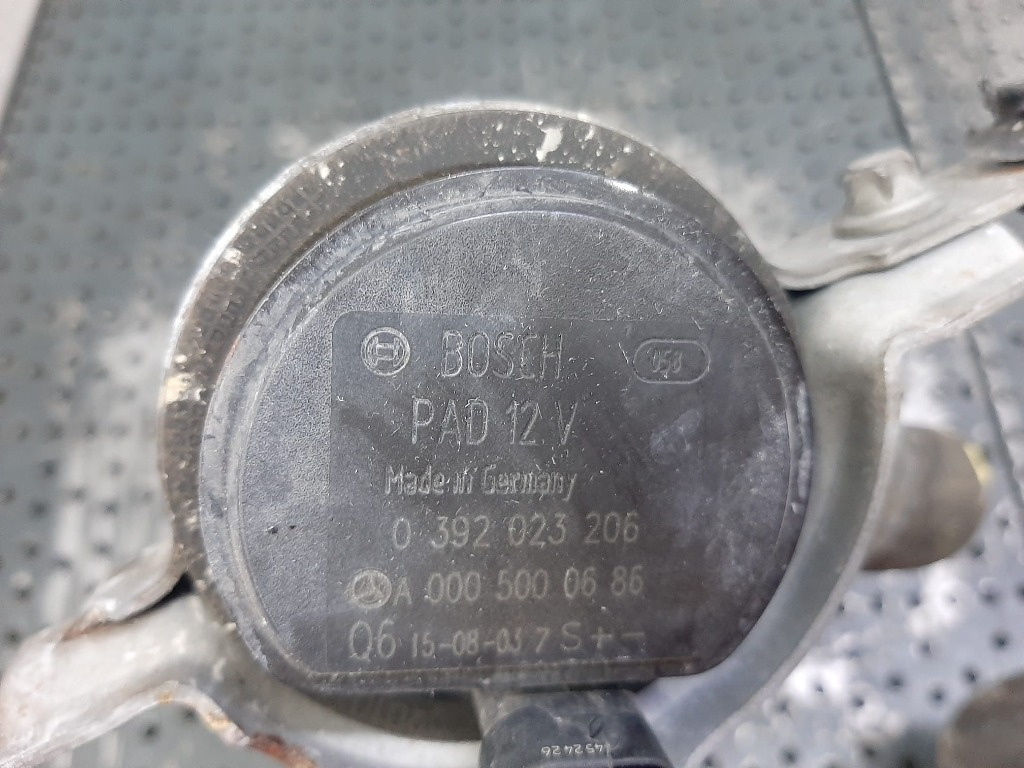 BOSCH
PAD 12 V
Made in Germany
0 392 023 206
A 000 500 06 86
Q6 15-08-03 7 S + -
1452426